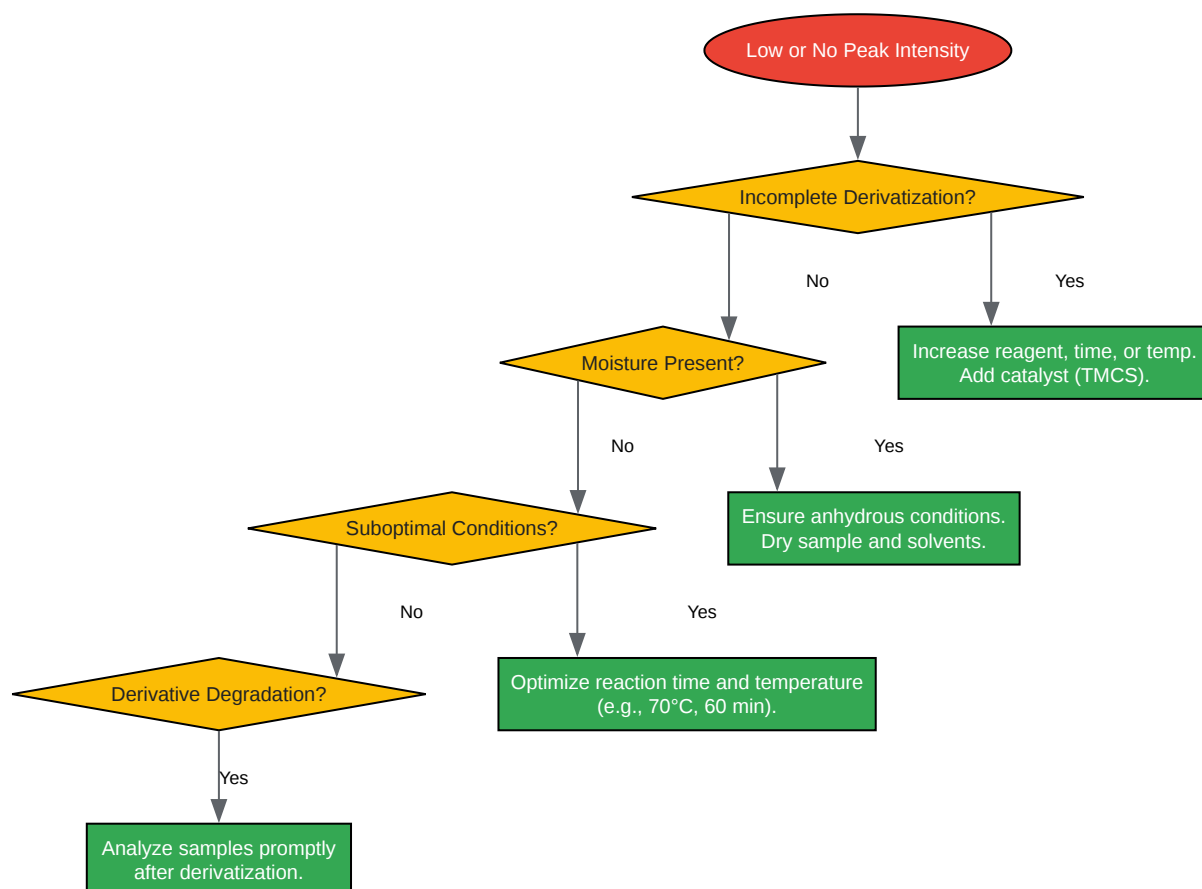 Low or No Peak Intensity
Incomplete Derivatization?
No
Yes
Increase reagent, time, or temp.
Add catalyst (TMCS).
Moisture Present?
No
Yes
Ensure anhydrous conditions.
Dry sample and solvents.
Suboptimal Conditions?
No
Yes
Optimize reaction time and temperature
(e.g., 70°C, 60 min).
Derivative Degradation?
Yes
Analyze samples promptly
after derivatization.